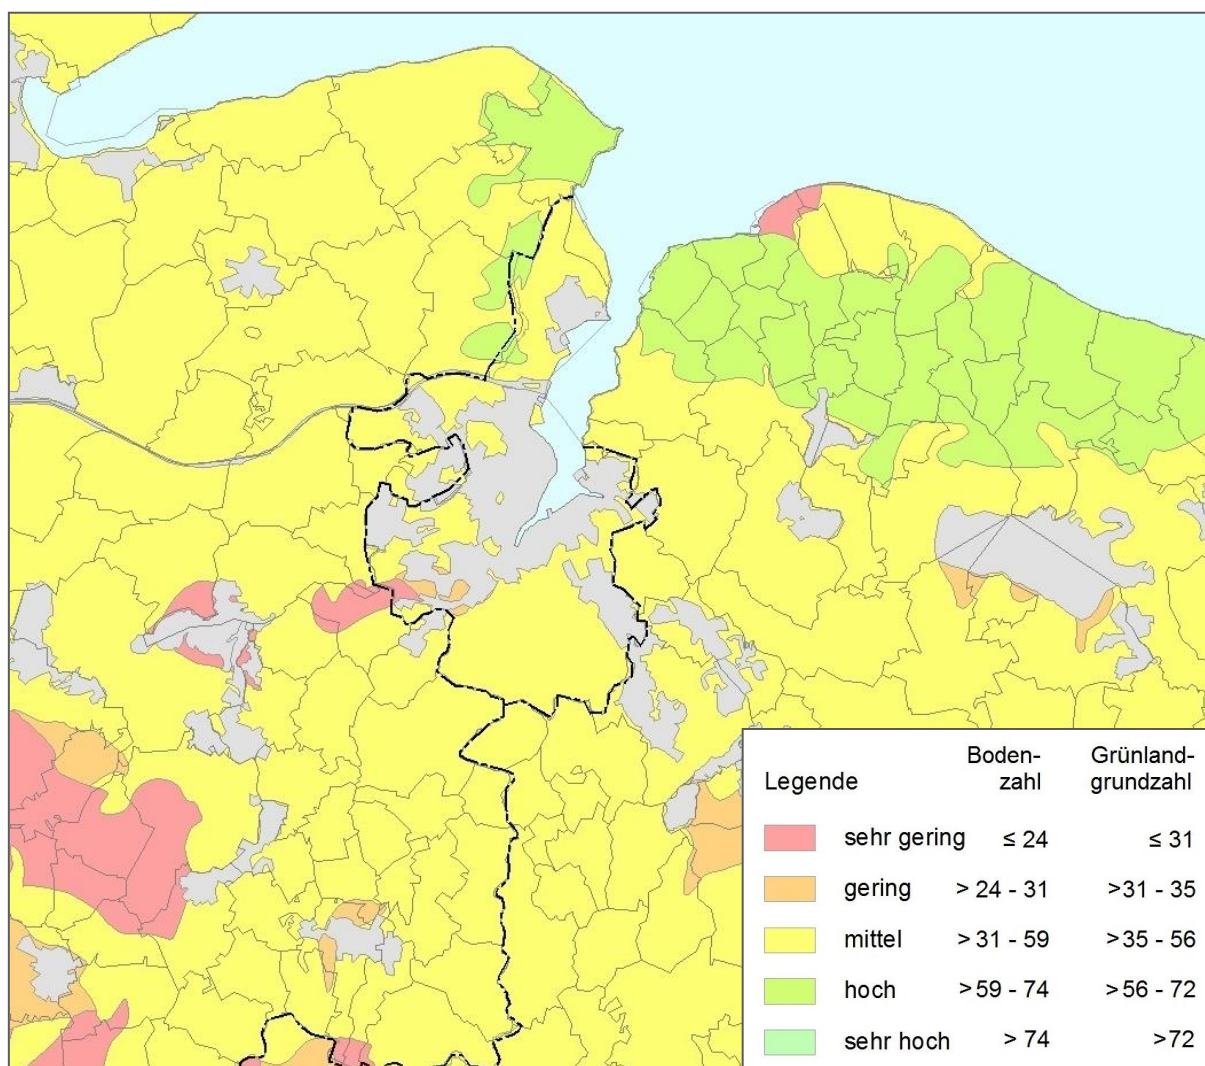 Legende Boden-
zahl Grünland-
grundzahl
sehr gering ≤ 24 ≤ 31
gering > 24 - 31 >31 - 35
mittel > 31 - 59 >35 - 56
hoch >59 - 74 >56 - 72
sehr hoch > 74 >72